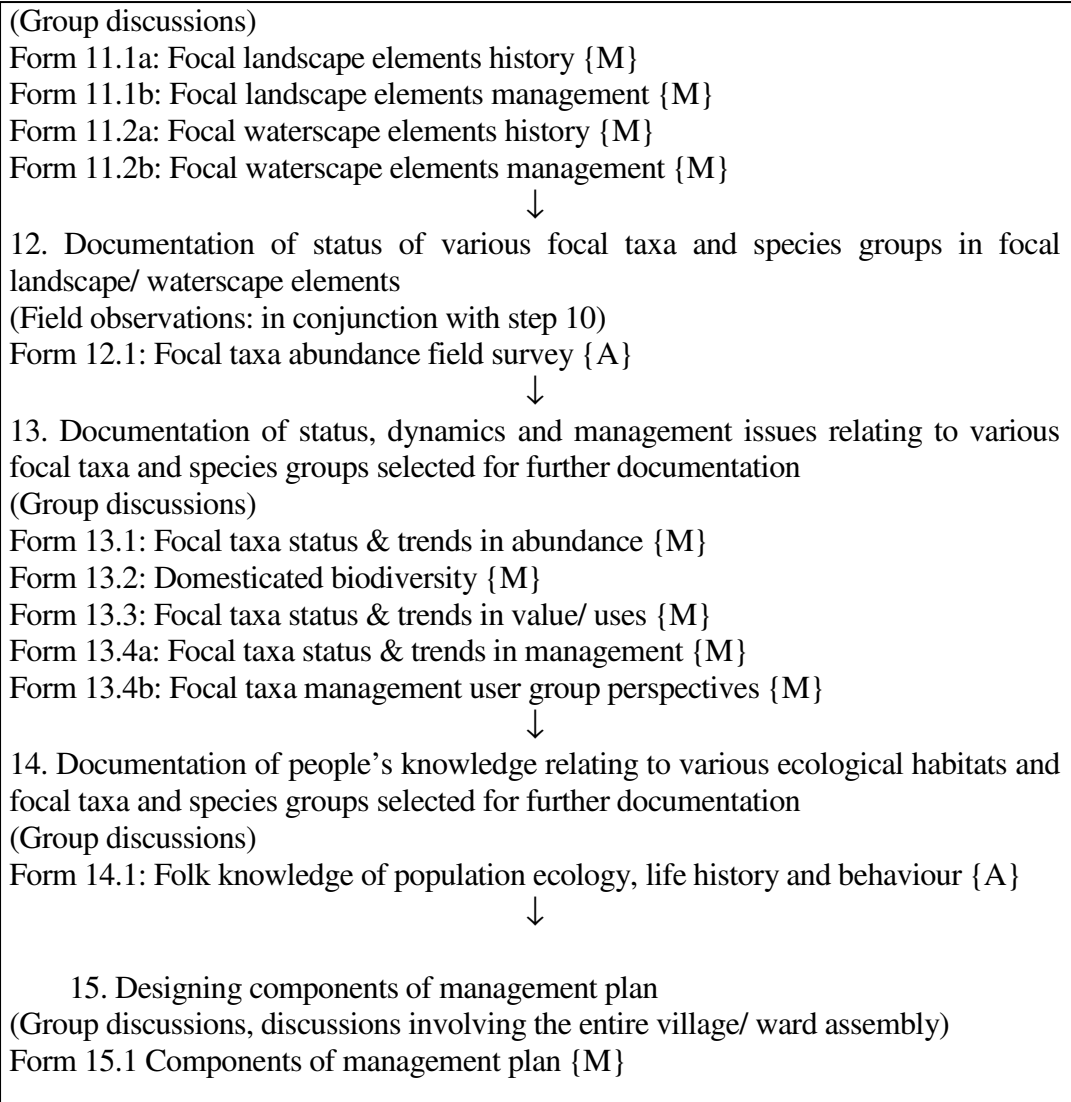 (Group discussions)
Form 11.1a: Focal landscape elements history {M}
Form 11.1b: Focal landscape elements management {M}
Form 11.2a: Focal waterscape elements history {M}
Form 11.2b: Focal waterscape elements management {M}
↓
12. Documentation of status of various focal taxa and species groups in focal
landscape/ waterscape elements
(Field observations: in conjunction with step 10)
Form 12.1: Focal taxa abundance field survey {A}
↓
13. Documentation of status, dynamics and management issues relating to various
focal taxa and species groups selected for further documentation
(Group discussions)
Form 13.1: Focal taxa status & trends in abundance {M}
Form 13.2: Domesticated biodiversity {M}
Form 13.3: Focal taxa status & trends in value/ uses {M}
Form 13.4a: Focal taxa status & trends in management {M}
Form 13.4b: Focal taxa management user group perspectives {M}
↓
14. Documentation of people’s knowledge relating to various ecological habitats and
focal taxa and species groups selected for further documentation
(Group discussions)
Form 14.1: Folk knowledge of population ecology, life history and behaviour {A}
↓
15. Designing components of management plan
(Group discussions, discussions involving the entire village/ ward assembly)
Form 15.1 Components of management plan {M}